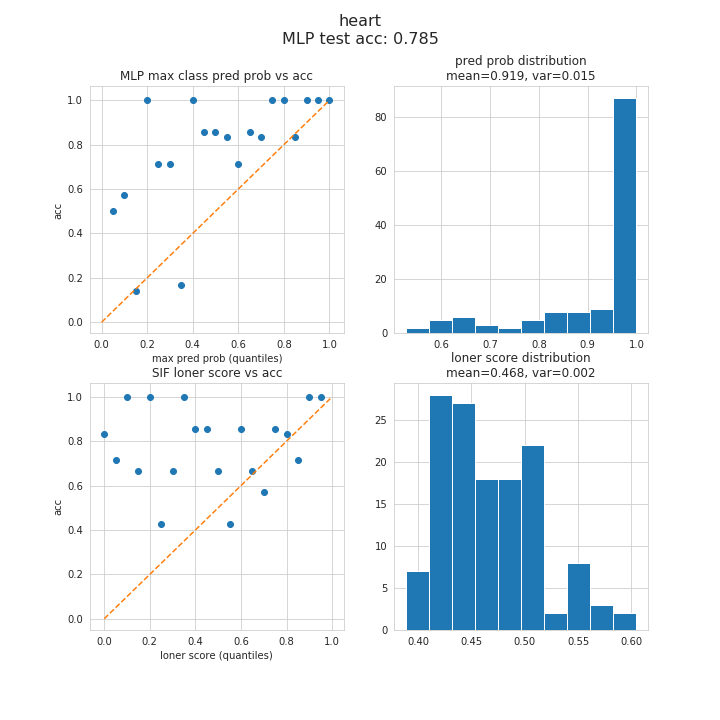 heart
MLP test acc: 0.785
MLP max class pred prob vs acc
acc
1.0
0.8
0.6
0.4
0.2
0.0
0.0 0.2 0.4 0.6 0.8 1.0
max pred prob (quantiles)
pred prob distribution
mean=0.919, var=0.015
80
60
40
20
0
0.6 0.7 0.8 0.9 1.0
SIF loner score vs acc
acc
1.0
0.8
0.6
0.4
0.2
0.0
0.0 0.2 0.4 0.6 0.8 1.0
loner score (quantiles)
loner score distribution
mean=0.468, var=0.002
25
20
15
10
5
0
0.40 0.45 0.50 0.55 0.60